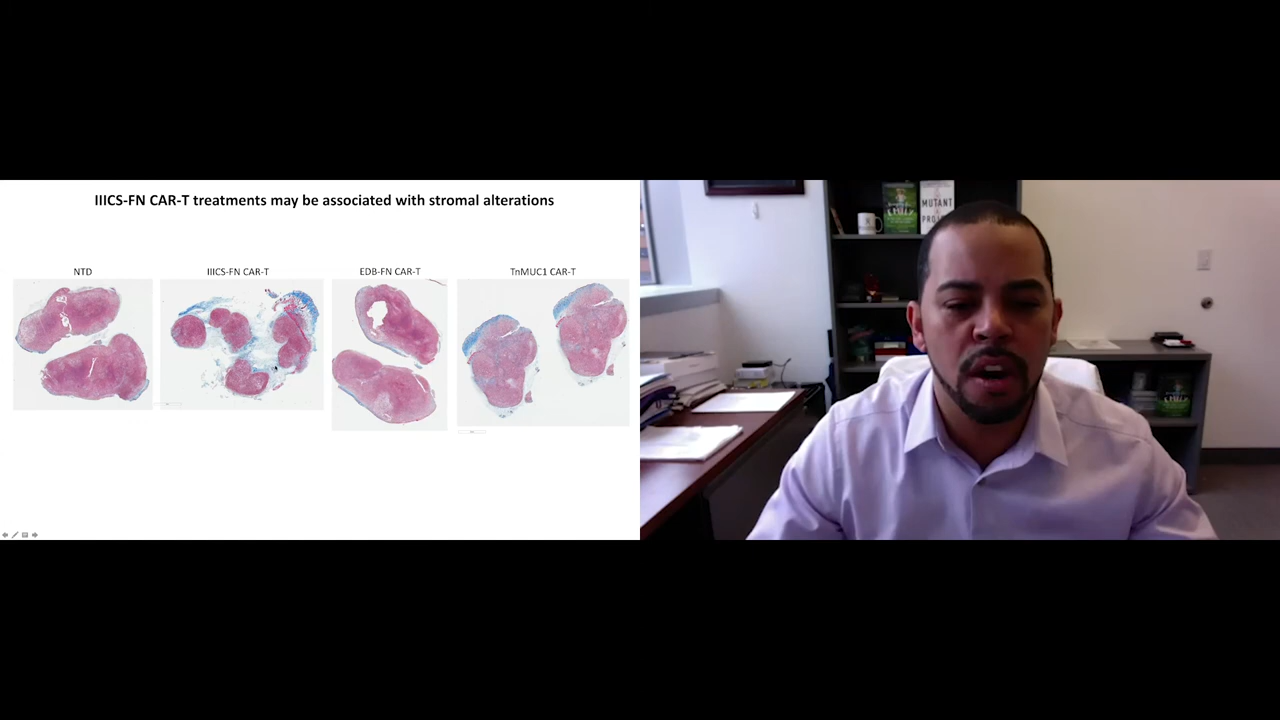 IIICS-FN CAR-T treatments may be associated with stromal alterations
NTD
IIICS-FN CAR-T
EDB-FN CAR-T
TnMUC1 CAR-T
MUTANT